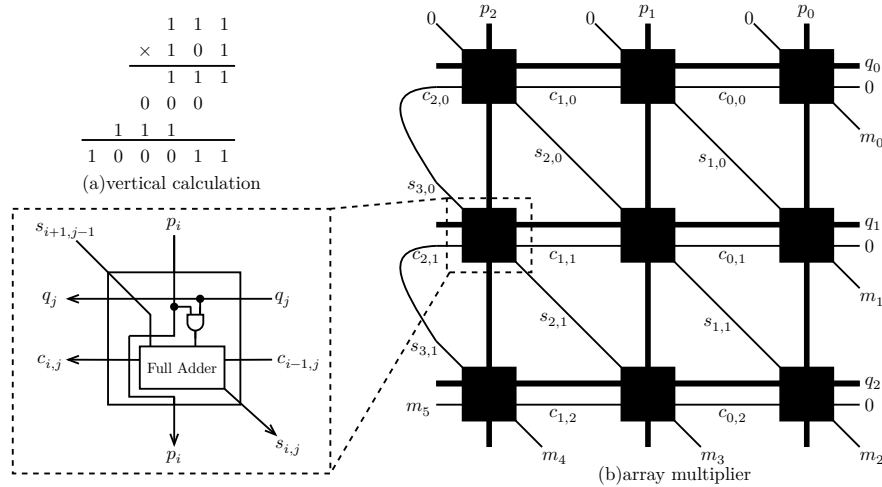 1 1 1
× 1 0 1
1 1 1
0 0 0
1 1 1
1 0 0 0 1 1
(a)vertical calculation
s_{i+1,j−1}
p_i
q_j
q_j
c_{i,j}
Full Adder
c_{i−1,j}
p_i
s_{i,j}
0
p_2
0
p_1
0
p_0
q_0
c_{2,0}
c_{1,0}
c_{0,0}
0
m_0
s_{3,0}
s_{2,0}
s_{1,0}
q_1
c_{2,1}
c_{1,1}
c_{0,1}
0
m_1
s_{3,1}
s_{2,1}
s_{1,1}
q_2
m_5
c_{1,2}
c_{0,2}
0
m_4
m_3
m_2
(b)array multiplier